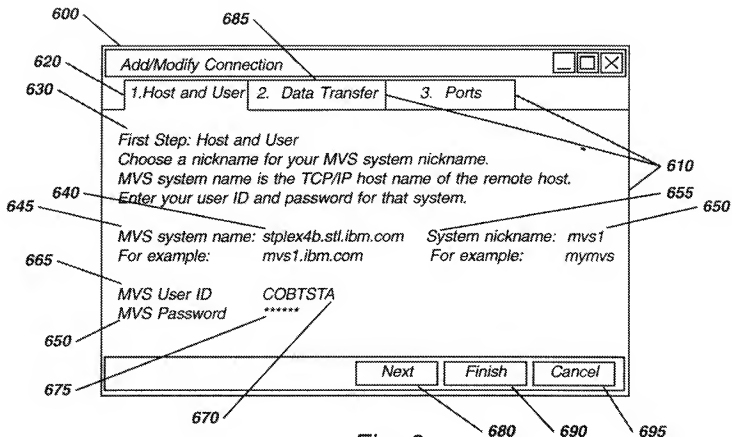 600
685
Add/Modify Connection
620
1.Host and User 2. Data Transfer 3. Ports
630
First Step: Host and User
Choose a nickname for your MVS system nickname.
610
MVS system name is the TCP/IP host name of the remote host.
640
655
Enter your user ID and password for that system.
645
650
MVS system name: stplex4b.stl.ibm.com System nickname: mvs1
For example: mvs1.ibm.com For example: mymvs
665
MVS User ID COBTSTA
650
MVS Password ******
Next Finish Cancel
675
670
680 690 695